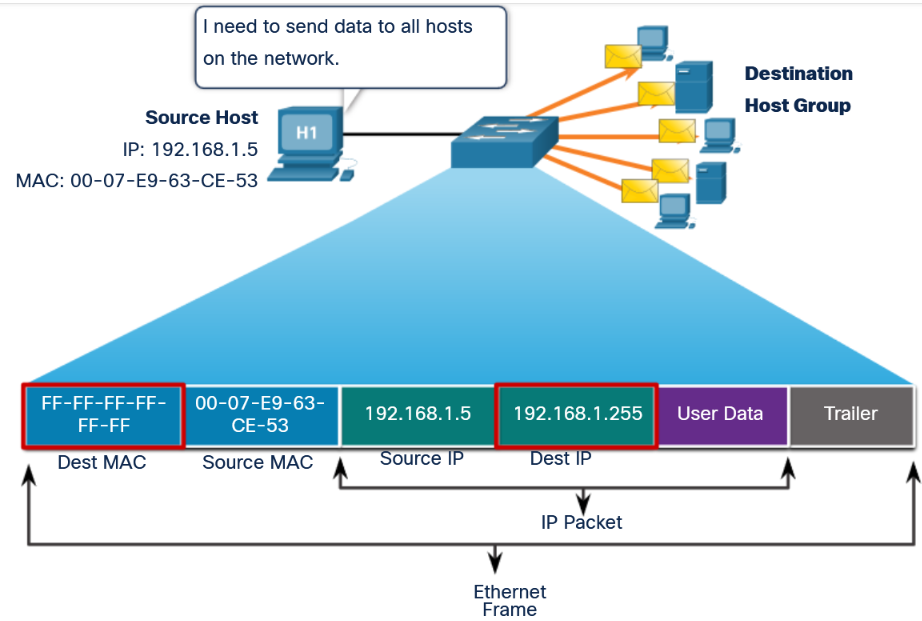 I need to send data to all hosts
on the network.
Destination
Host Group
Source Host
IP: 192.168.1.5
MAC: 00-07-E9-63-CE-53
H1
FF-FF-FF-FF-
FF-FF
00-07-E9-63-
CE-53
192.168.1.5
192.168.1.255
User Data
Trailer
Dest MAC
Source MAC
Source IP
Dest IP
IP Packet
Ethernet
Frame